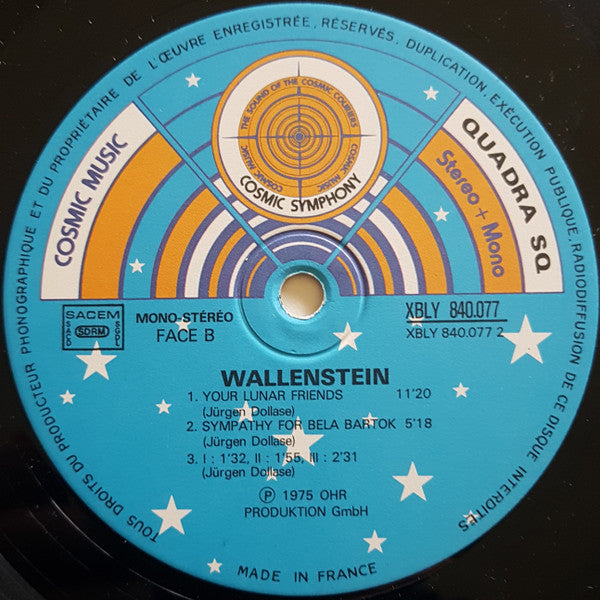 TOUS DROITS DU PRODUCTEUR PHONOGRAPHIQUE ET DU PROPRIÉTAIRE DE L'ŒUVRE ENREGISTRÉE, RÉSERVÉS. DUPLICATION, EXÉCUTION PUBLIQUE, RADIODIFFUSION DE CE DISQUE INTERDITES
THE SOUND OF THE COSMIC COURIERS
COSMIC MUSIC COSMIC MUSIC
COSMIC SYMPHONY
COSMIC MUSIC
QUADRA SQ
Stereo + Mono
SACEM
SACD SDRM SGDL
MONO-STÉRÉO
FACE B
XBLY 840.077
XBLY 840.077 2
WALLENSTEIN
1. YOUR LUNAR FRIENDS 11'20
(Jürgen Dollase)
2. SYMPATHY FOR BELA BARTOK 5'18
(Jürgen Dollase)
3. I : 1'32, II : 1'55, III : 2'31
(Jürgen Dollase)
Ⓟ 1975 OHR
PRODUKTION GmbH
MADE IN FRANCE